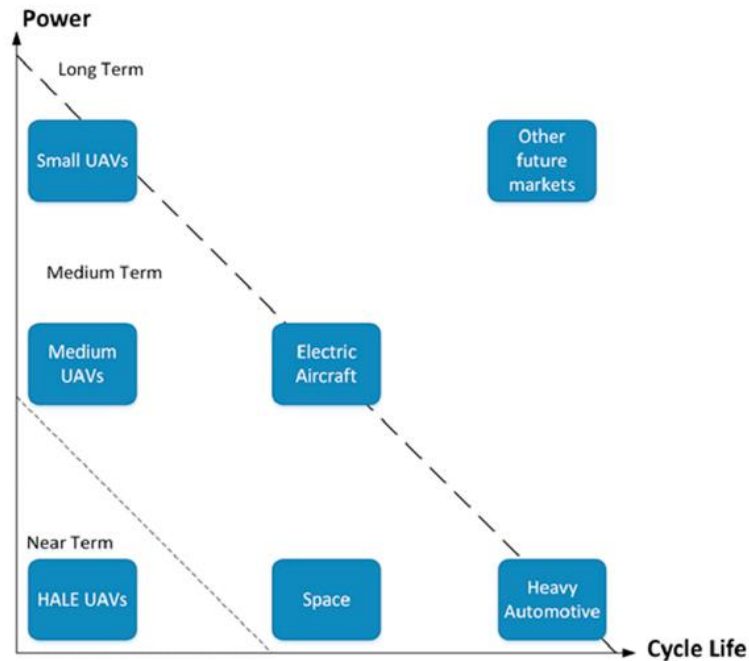 Power
Long Term
Small UAVs
Other
future
markets
Medium Term
Medium
UAVs
Electric
Aircraft
Near Term
HALE UAVs
Space
Heavy
Automotive
Cycle Life